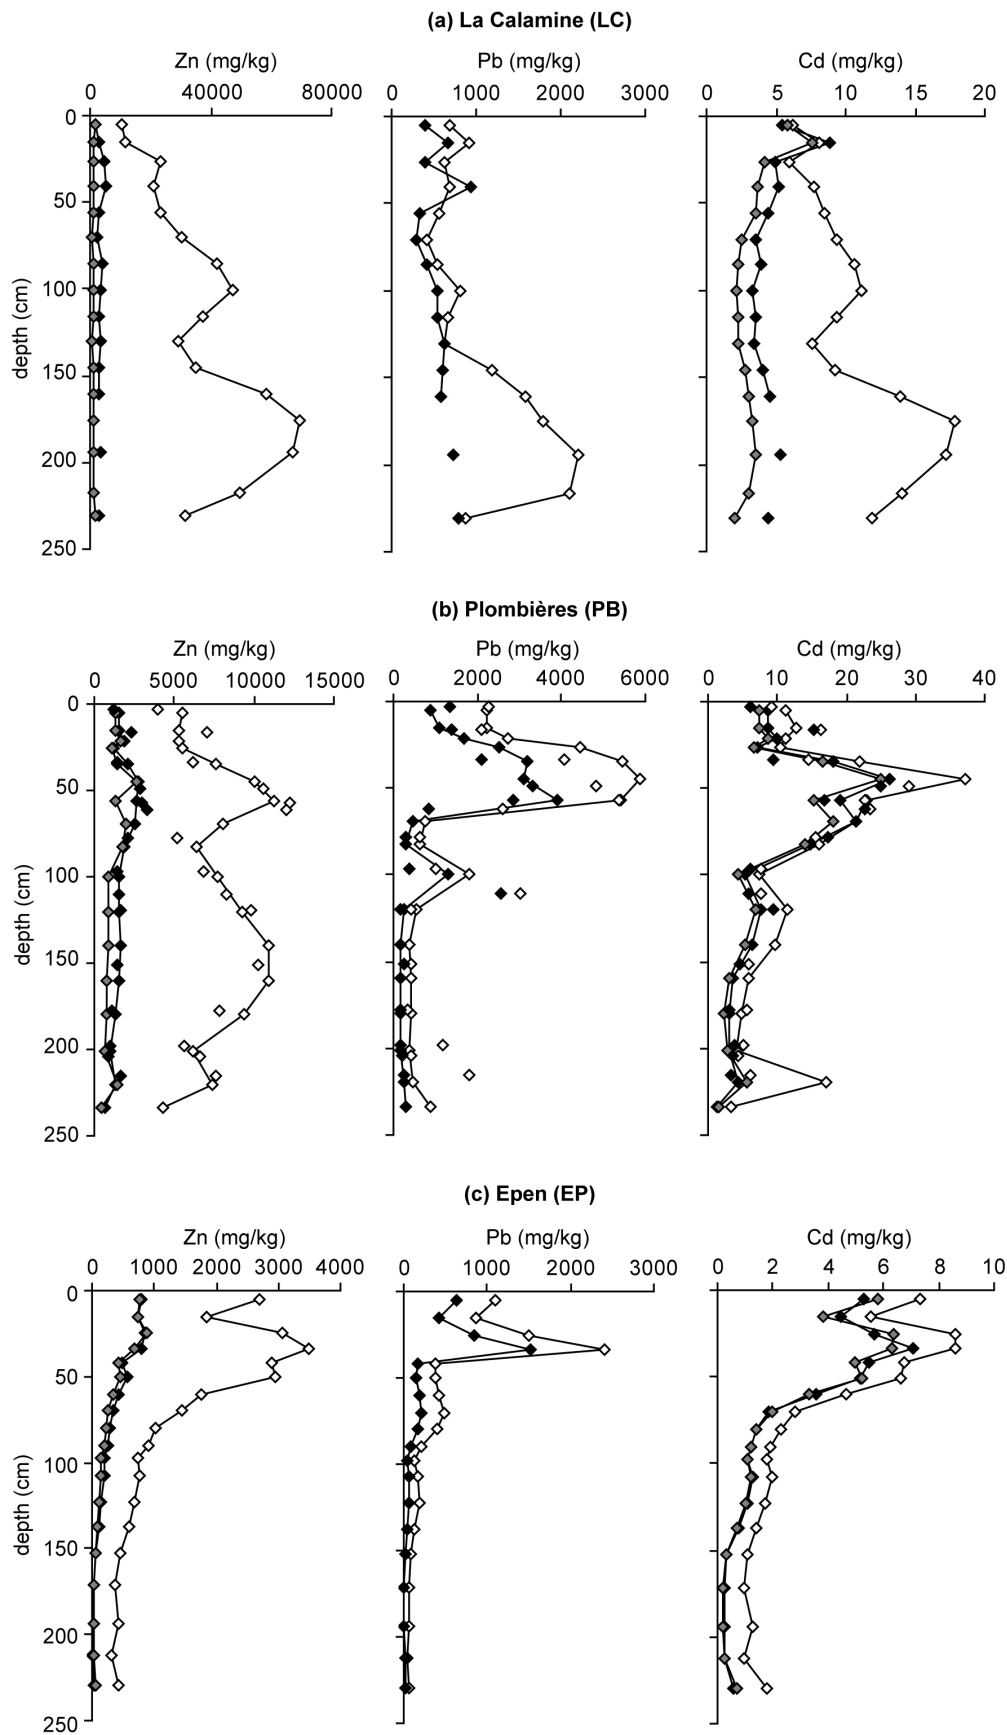 (a) La Calamine (LC)
Zn (mg/kg) Pb (mg/kg) Cd (mg/kg)
0 40000 80000 0 1000 2000 3000 0 5 10 15 20
0
50
100
150
200
250
depth (cm)
(b) Plombières (PB)
Zn (mg/kg) Pb (mg/kg) Cd (mg/kg)
0 5000 10000 15000 0 2000 4000 6000 0 10 20 30 40
0
50
100
150
200
250
depth (cm)
(c) Epen (EP)
Zn (mg/kg) Pb (mg/kg) Cd (mg/kg)
0 1000 2000 3000 4000 0 1000 2000 3000 0 2 4 6 8 10
0
50
100
150
200
250
depth (cm)